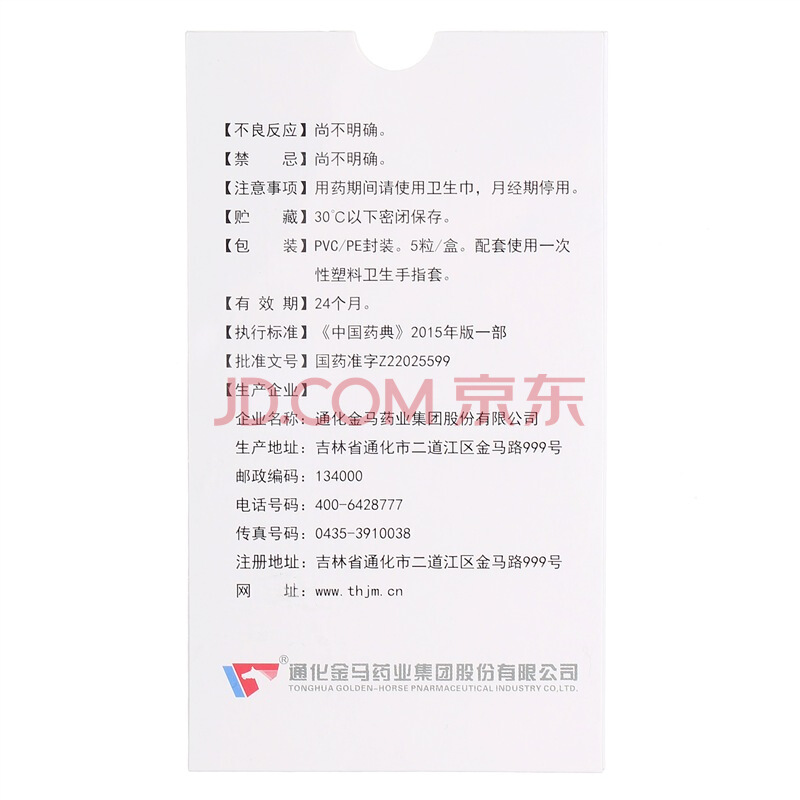 【不良反应】尚不明确。
【禁　　忌】尚不明确。
【注意事项】用药期间请使用卫生巾，月经期停用。
【贮　　藏】30℃以下密闭保存。
【包　　装】PVC/PE封装。5粒/盒。配套使用一次
性塑料卫生手指套。
【有 效 期】24个月。
【执行标准】《中国药典》2015年版一部
【批准文号】国药准字Z22025599
【生产企业】
JD.COM 京东
企业名称：通化金马药业集团股份有限公司
生产地址：吉林省通化市二道江区金马路999号
邮政编码：134000
电话号码：400-6428777
传真号码：0435-3910038
注册地址：吉林省通化市二道江区金马路999号
网　　址：www.thjm.cn
®通化金马药业集团股份有限公司
TONGHUA GOLDEN-HORSE PNARMACEUTICAL INDUSTRY CO,LTD.